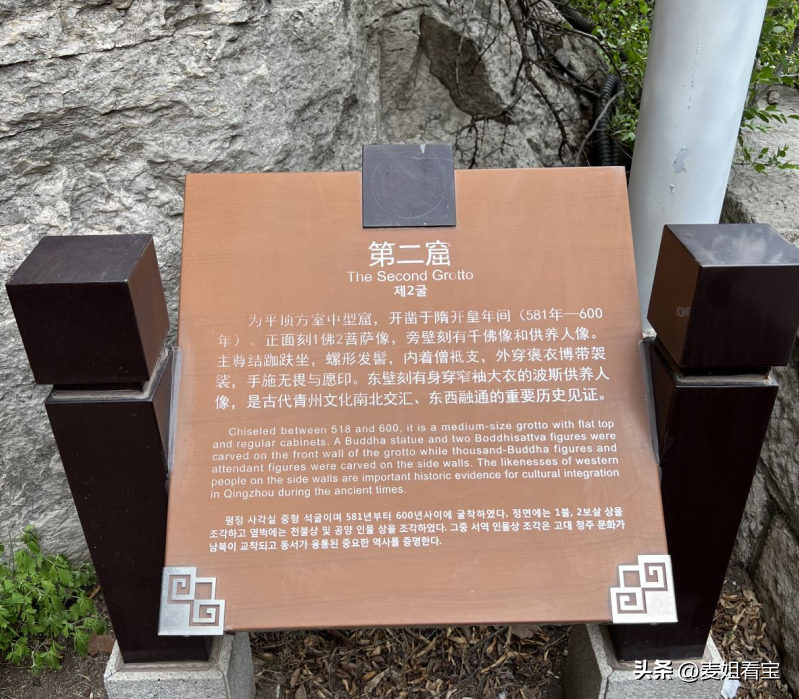 第二窟
The Second Grotto
제2굴
为平顶方室中型窟，开凿于隋开皇年间（581年—600
年）。正面刻1佛2菩萨像，旁壁刻有千佛像和供养人像。
主尊结跏趺坐，螺形发髻，内着僧祗支，外穿褒衣博带袈
裟，手施无畏与愿印。东壁刻有身穿窄袖大衣的波斯供养人
像，是古代青州文化南北交汇、东西融通的重要历史见证。
Chiseled between 518 and 600, it is a medium-size grotto with flat top
and regular cabinets. A Buddha statue and two Boddhisattva figures were
carved on the front wall of the grotto while thousand-Buddha figures and
attendant figures were carved on the side walls. The likenesses of western
people on the side walls are important historic evidence for cultural integration
in Qingzhou during the ancient times.
평정 사각실 중형 석굴이며 581년부터 600년사이에 굴착하였다. 정면에는 1불, 2보살 상을
조각하고 옆벽에는 천불상 및 공양 인물 상을 조각하였다. 그중 서역 인물상 조각은 고대 청주 문화가
남북이 교착되고 동서가 융통된 중요한 역사를 증명한다.
头条 @麦姐看宝